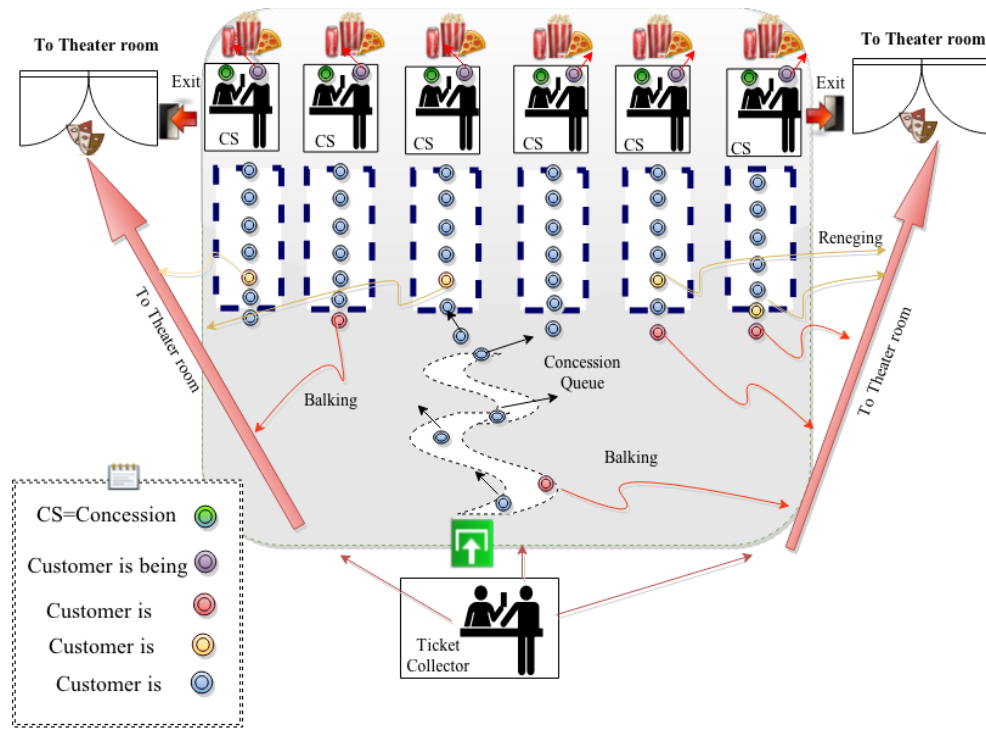 To Theater room
To Theater room
Exit
Exit
CS
CS
CS
CS
CS
CS
Reneging
To Theater room
To Theater room
Concession
Queue
Balking
Balking
CS=Concession
Customer is being
Customer is
Customer is
Customer is
Ticket
Collector